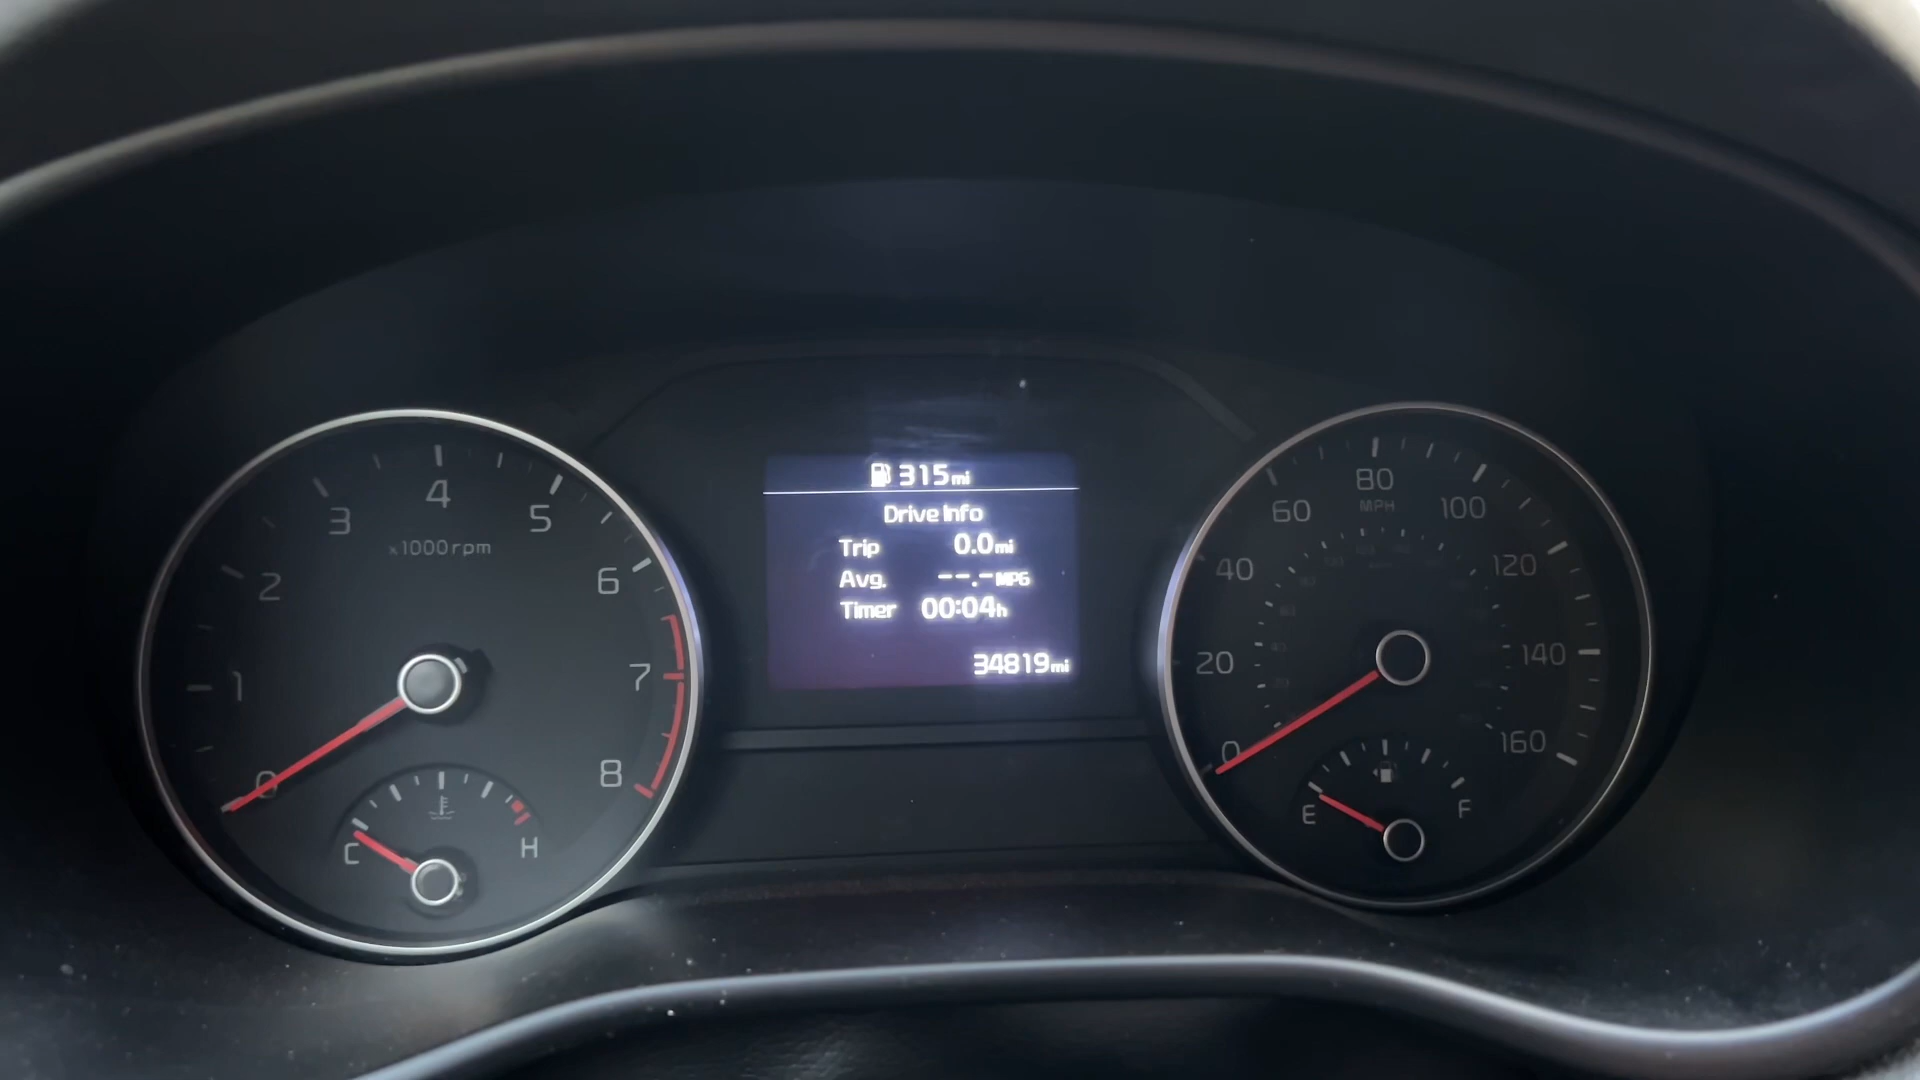 315mi
Drive Info
Trip 0.0mi
Avg. --.-MPG
Timer 00:04h
34819mi
0
1
2
3
4
5
6
7
8
x1000rpm
C
H
0
20
40
60
80
100
120
140
160
MPH
E
F